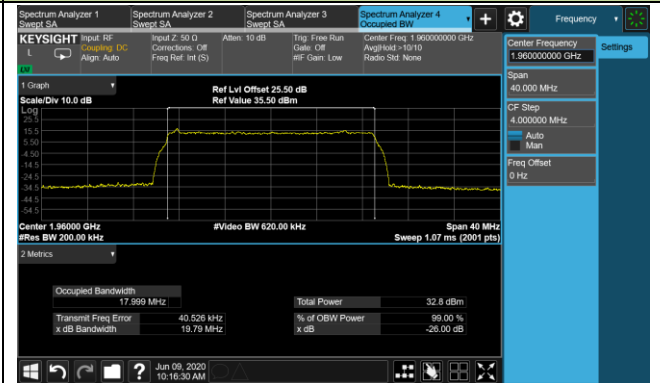 Spectrum Analyzer 1
Swept SA
Spectrum Analyzer 2
Swept SA
Spectrum Analyzer 3
Swept SA
Spectrum Analyzer 4
Occupied BW
Frequency
KEYSIGHT
L
Input: RF
Coupling: DC
Align: Auto
Input Z: 50 Ω
Corrections: Off
Freq Ref: Int (S)
Atten: 10 dB
Trig: Free Run
Gate: Off
#IF Gain: Low
Center Freq: 1.960000000 GHz
Avg|Hold:>10/10
Radio Std: None
Center Frequency
1.960000000 GHz
Settings
Span
40.000 MHz
CF Step
4.000000 MHz
Auto
Man
Freq Offset
0 Hz
1 Graph
Scale/Div 10.0 dB
Ref Lvl Offset 25.50 dB
Ref Value 35.50 dBm
Log
25.5
15.5
5.50
-4.50
-14.5
-24.5
-34.5
-44.5
-54.5
Center 1.96000 GHz
#Video BW 620.00 kHz
Span 40 MHz
#Res BW 200.00 kHz
Sweep 1.07 ms (2001 pts)
2 Metrics
Occupied Bandwidth
17.999 MHz
Total Power 32.8 dBm
Transmit Freq Error 40.526 kHz
% of OBW Power 99.00 %
x dB Bandwidth 19.79 MHz
x dB -26.00 dB
Jun 09, 2020
10:16:30 AM